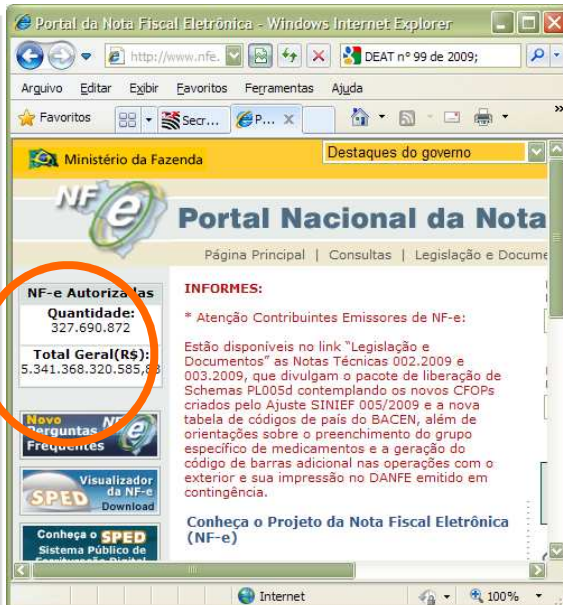 Portal da Nota Fiscal Eletrônica - Windows Internet Explorer
http://www.nfe.
DEAT nº 99 de 2009;
Arquivo Editar Exibir Favoritos Ferramentas Ajuda
Favoritos
Secr...
P...
Ministério da Fazenda
Destaques do governo
NF e
Portal Nacional da Nota
Página Principal | Consultas | Legislação e Docume
NF-e Autorizadas
Quantidade:
327.690.872
Total Geral(R$):
5.341.368.320.585,83
Novo
Perguntas
Frequentes
NF e
Visualizador
da NF-e
SPED
Download
Conheça o SPED
Sistema Público de
Escrituração Digital
INFORMES:
* Atenção Contribuintes Emissores de NF-e:
Estão disponíveis no link "Legislação e
Documentos" as Notas Técnicas 002.2009 e
003.2009, que divulgam o pacote de liberação de
Schemas PL005d contemplando os novos CFOPs
criados pelo Ajuste SINIEF 005/2009 e a nova
tabela de códigos de país do BACEN, além de
orientações sobre o preenchimento do grupo
específico de medicamentos e a geração do
código de barras adicional nas operações com o
exterior e sua impressão no DANFE emitido em
contingência.
Conheça o Projeto da Nota Fiscal Eletrônica
(NF-e)
Internet
100%